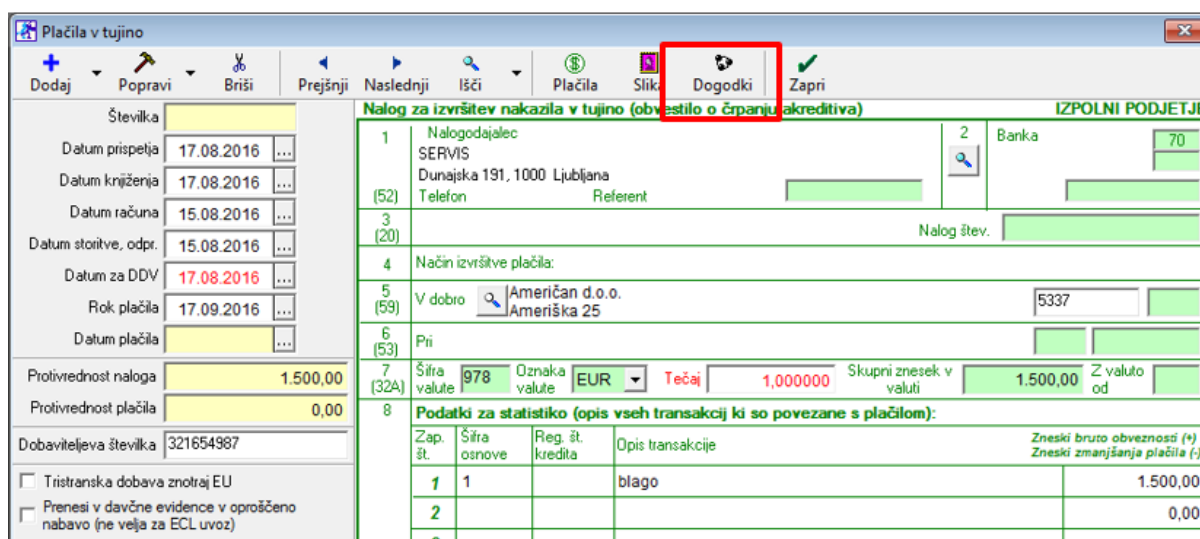 Plačila v tujino
Dodaj Popravi Briši Prejšnji Naslednji Išči Plačila Slika Dogodki Zapri
Številka
Datum prispetja 17.08.2016 ...
Datum knjiženja 17.08.2016 ...
Datum računa 15.08.2016 ...
Datum storitve, odpr. 15.08.2016 ...
Datum za DDV 17.08.2016 ...
Rok plačila 17.09.2016 ...
Datum plačila ...
Protivrednost naloga 1.500,00
Protivrednost plačila 0,00
Dobaviteljeva številka 321654987
Tristranska dobava znotraj EU
Prenesi v davčne evidence v oproščeno
nabavo (ne velja za ECL uvoz)
Nalog za izvršitev nakazila v tujino (obvestilo o črpanju akreditiva) IZPOLNI PODJETJE
1 Nalogodajalec 2 Banka 70
SERVIS
Dunajska 191, 1000 Ljubljana
(52) Telefon Referent
3
(20) Nalog štev.
4 Način izvršitve plačila:
5 V dobro Američan d.o.o. 5337
(59) Ameriška 25
6 Pri
(53)
7 Šifra 978 Oznaka EUR Tečaj 1,000000 Skupni znesek v 1.500,00 Z valuto
(32A) valute valute valuti od
8 Podatki za statistiko (opis vseh transakcij ki so povezane s plačilom):
Zap. Šifra Reg. št. Opis transakcije Zneski bruto obveznosti (+)
št. osnove kredita Zneski zmanjšanja plačila (-)
1 1 blago 1.500,00
2 0,00